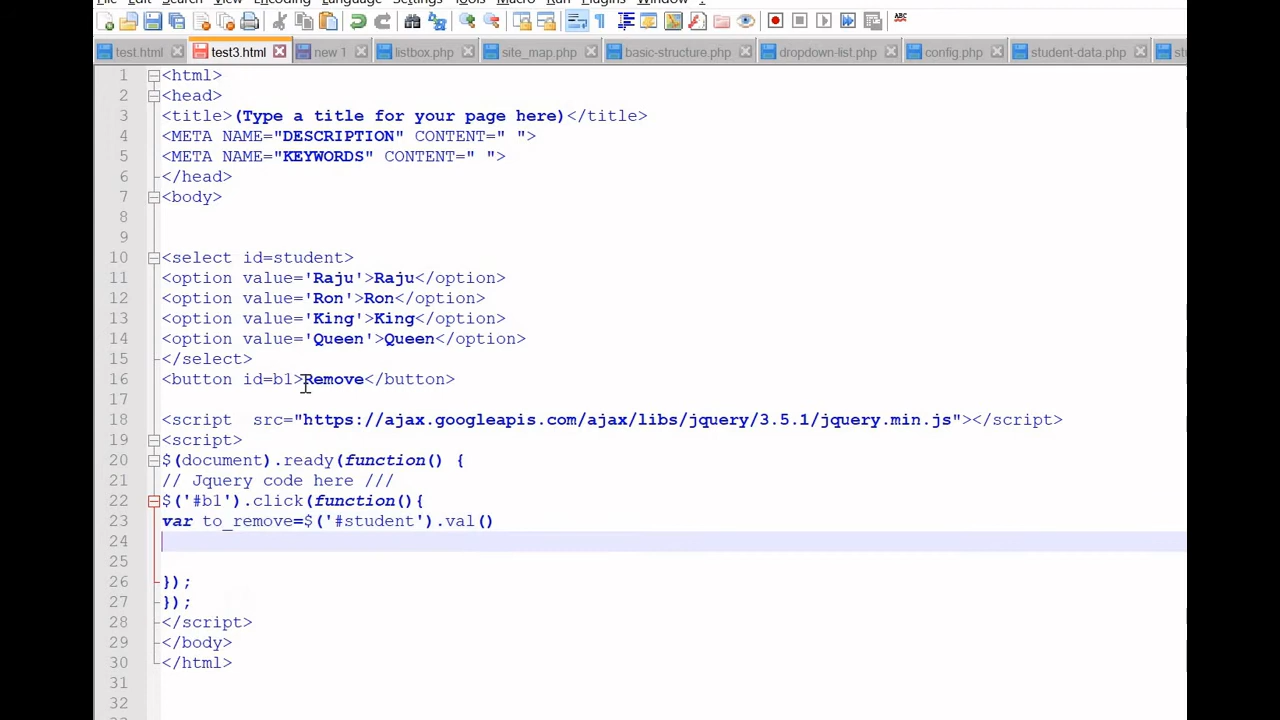 test.html test3.html new 1 listbox.php site_map.php basic-structure.php dropdown-list.php config.php student-data.php
1 <html>
2 <head>
3 <title>(Type a title for your page here)</title>
4 <META NAME="DESCRIPTION" CONTENT=" ">
5 <META NAME="KEYWORDS" CONTENT=" ">
6 </head>
7 <body>
8
9
10 <select id=student>
11 <option value='Raju'>Raju</option>
12 <option value='Ron'>Ron</option>
13 <option value='King'>King</option>
14 <option value='Queen'>Queen</option>
15 </select>
16 <button id=b1>Remove</button>
17
18 <script  src="https://ajax.googleapis.com/ajax/libs/jquery/3.5.1/jquery.min.js"></script>
19 <script>
20 $(document).ready(function() {
21 // Jquery code here ///
22 $('#b1').click(function(){
23 var to_remove=$('#student').val()
24
25
26 });
27 });
28 </script>
29 </body>
30 </html>
31
32